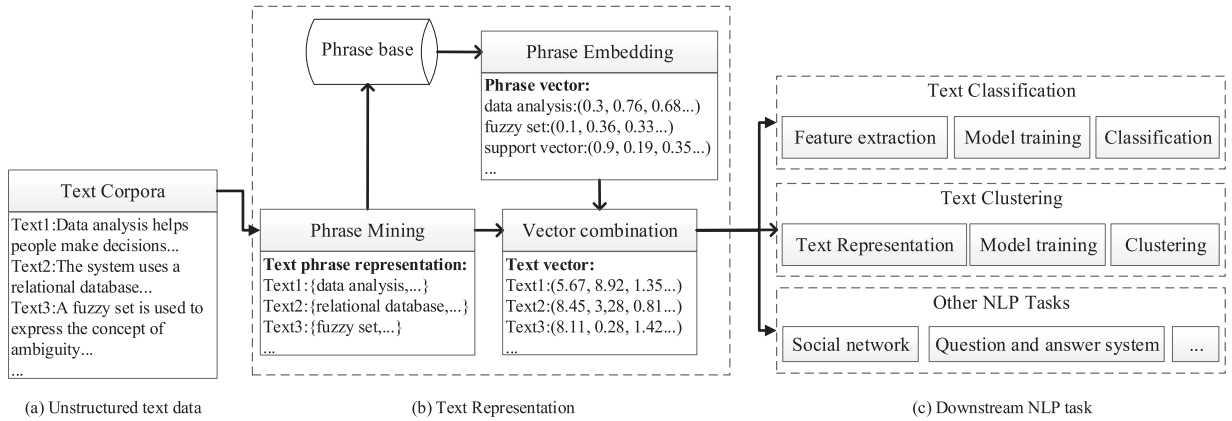 Text Corpora
Text1:Data analysis helps
people make decisions...
Text2:The system uses a
relational database...
Text3:A fuzzy set is used to
express the concept of
ambiguity...
...
(a) Unstructured text data
Phrase base
Phrase Embedding
Phrase vector:
data analysis:(0.3, 0.76, 0.68...)
fuzzy set:(0.1, 0.36, 0.33...)
support vector:(0.9, 0.19, 0.35...)
...
Phrase Mining
Text phrase representation:
Text1:{data analysis,...}
Text2:{relational database,...}
Text3:{fuzzy set,...}
...
Vector combination
Text vector:
Text1:(5.67, 8.92, 1.35...)
Text2:(8.45, 3,28, 0.81...)
Text3:(8.11, 0.28, 1.42...)
...
(b) Text Representation
Text Classification
Feature extraction
Model training
Classification
Text Clustering
Text Representation
Model training
Clustering
Other NLP Tasks
Social network
Question and answer system
...
(c) Downstream NLP task